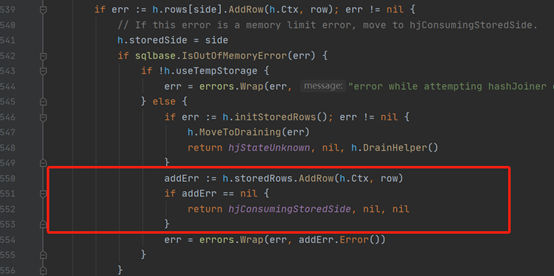 539 if err := h.rows[side].AddRow(h.Ctx, row); err != nil {
540 // If this error is a memory limit error, move to hjConsumingStoredSide.
541 h.storedSide = side
542 if sqlbase.IsOutOfMemoryError(err) {
543 if !h.useTempStorage {
544 err = errors.Wrap(err, message: "error while attempting hashJoiner
545 } else {
546 if err := h.initStoredRows(); err != nil {
547 h.MoveToDraining(err)
548 return hjStateUnknown, nil, h.DrainHelper()
549 }
550 addErr := h.storedRows.AddRow(h.Ctx, row)
551 if addErr == nil {
552 return hjConsumingStoredSide, nil, nil
553 }
554 err = errors.Wrap(err, addErr.Error())
555 }
556 }